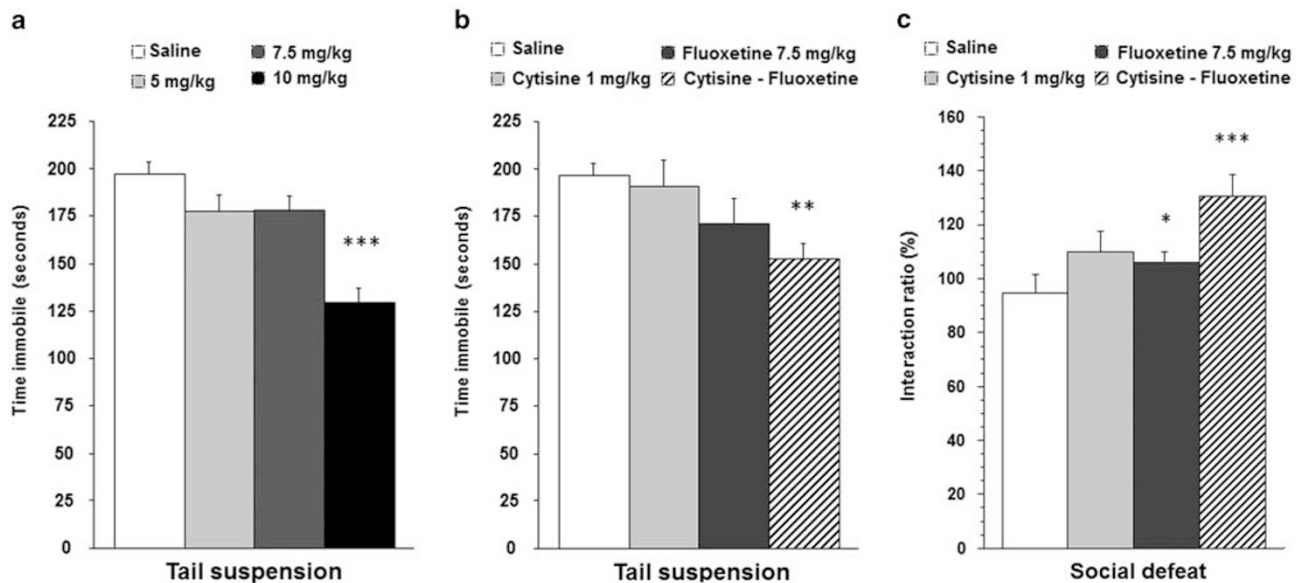 a
Saline 7.5 mg/kg
5 mg/kg 10 mg/kg
Time immobile (seconds)
225
200
175
150
125
100
75
50
25
0
***
Tail suspension
b
Saline Fluoxetine 7.5 mg/kg
Cytisine 1 mg/kg Cytisine - Fluoxetine
Time immobile (seconds)
225
200
175
150
125
100
75
50
25
0
**
Tail suspension
c
Saline Fluoxetine 7.5 mg/kg
Cytisine 1 mg/kg Cytisine - Fluoxetine
Interaction ratio (%)
160
140
120
100
80
60
40
20
0
*
***
Social defeat